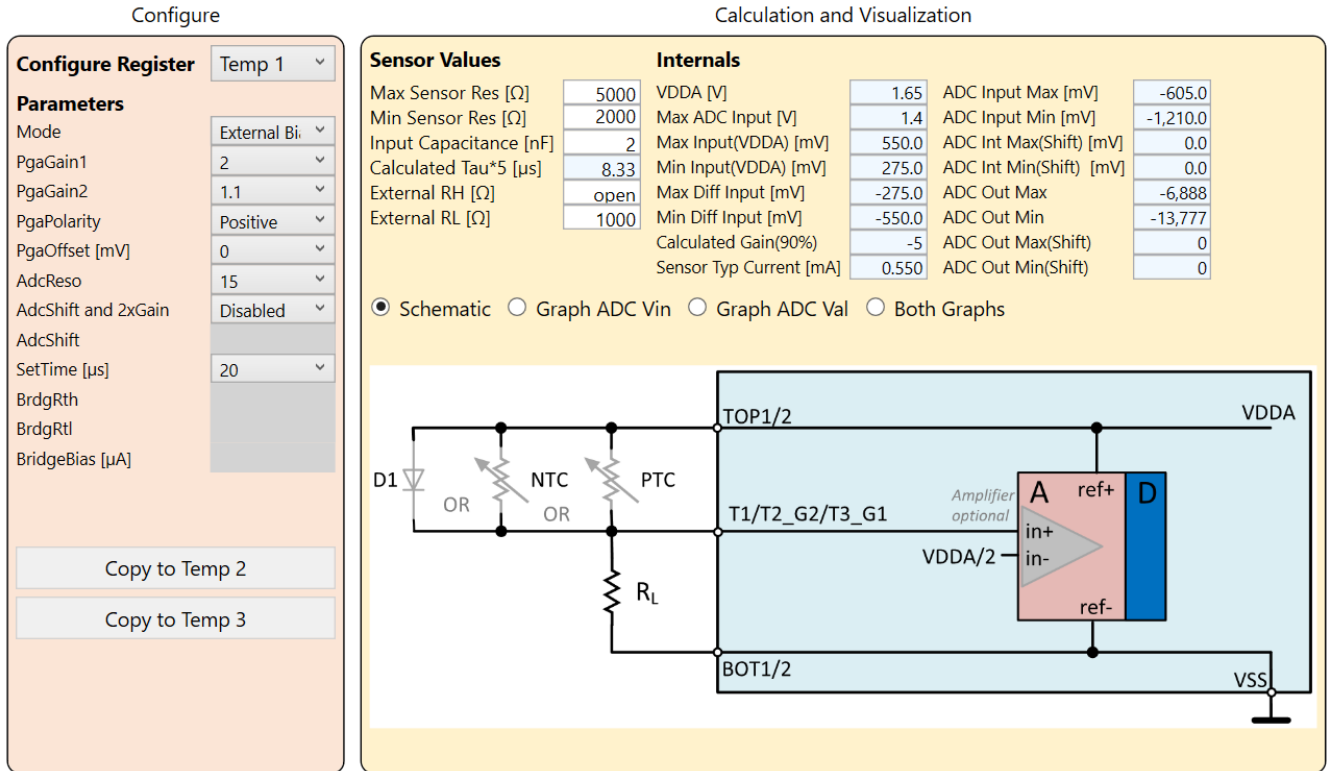 Configure
Configure Register Temp 1
Parameters
Mode External Bi
PgaGain1 2
PgaGain2 1.1
PgaPolarity Positive
PgaOffset [mV] 0
AdcReso 15
AdcShift and 2xGain Disabled
AdcShift
SetTime [µs] 20
BrdgRth
BrdgRtl
BridgeBias [µA]
Copy to Temp 2
Copy to Temp 3
Calculation and Visualization
Sensor Values
Max Sensor Res [Ω] 5000
Min Sensor Res [Ω] 2000
Input Capacitance [nF] 2
Calculated Tau*5 [µs] 8.33
External RH [Ω] open
External RL [Ω] 1000
Internals
VDDA [V] 1.65
Max ADC Input [V] 1.4
Max Input(VDDA) [mV] 550.0
Min Input(VDDA) [mV] 275.0
Max Diff Input [mV] -275.0
Min Diff Input [mV] -550.0
Calculated Gain(90%) -5
Sensor Typ Current [mA] 0.550
ADC Input Max [mV] -605.0
ADC Input Min [mV] -1,210.0
ADC Int Max(Shift) [mV] 0.0
ADC Int Min(Shift) [mV] 0.0
ADC Out Max -6,888
ADC Out Min -13,777
ADC Out Max(Shift) 0
ADC Out Min(Shift) 0
Schematic Graph ADC Vin Graph ADC Val Both Graphs
TOP1/2 VDDA
D1 NTC PTC
OR OR
Amplifier
optional
A ref+ D
T1/T2_G2/T3_G1
in+
VDDA/2 in-
RL
ref-
BOT1/2
VSS